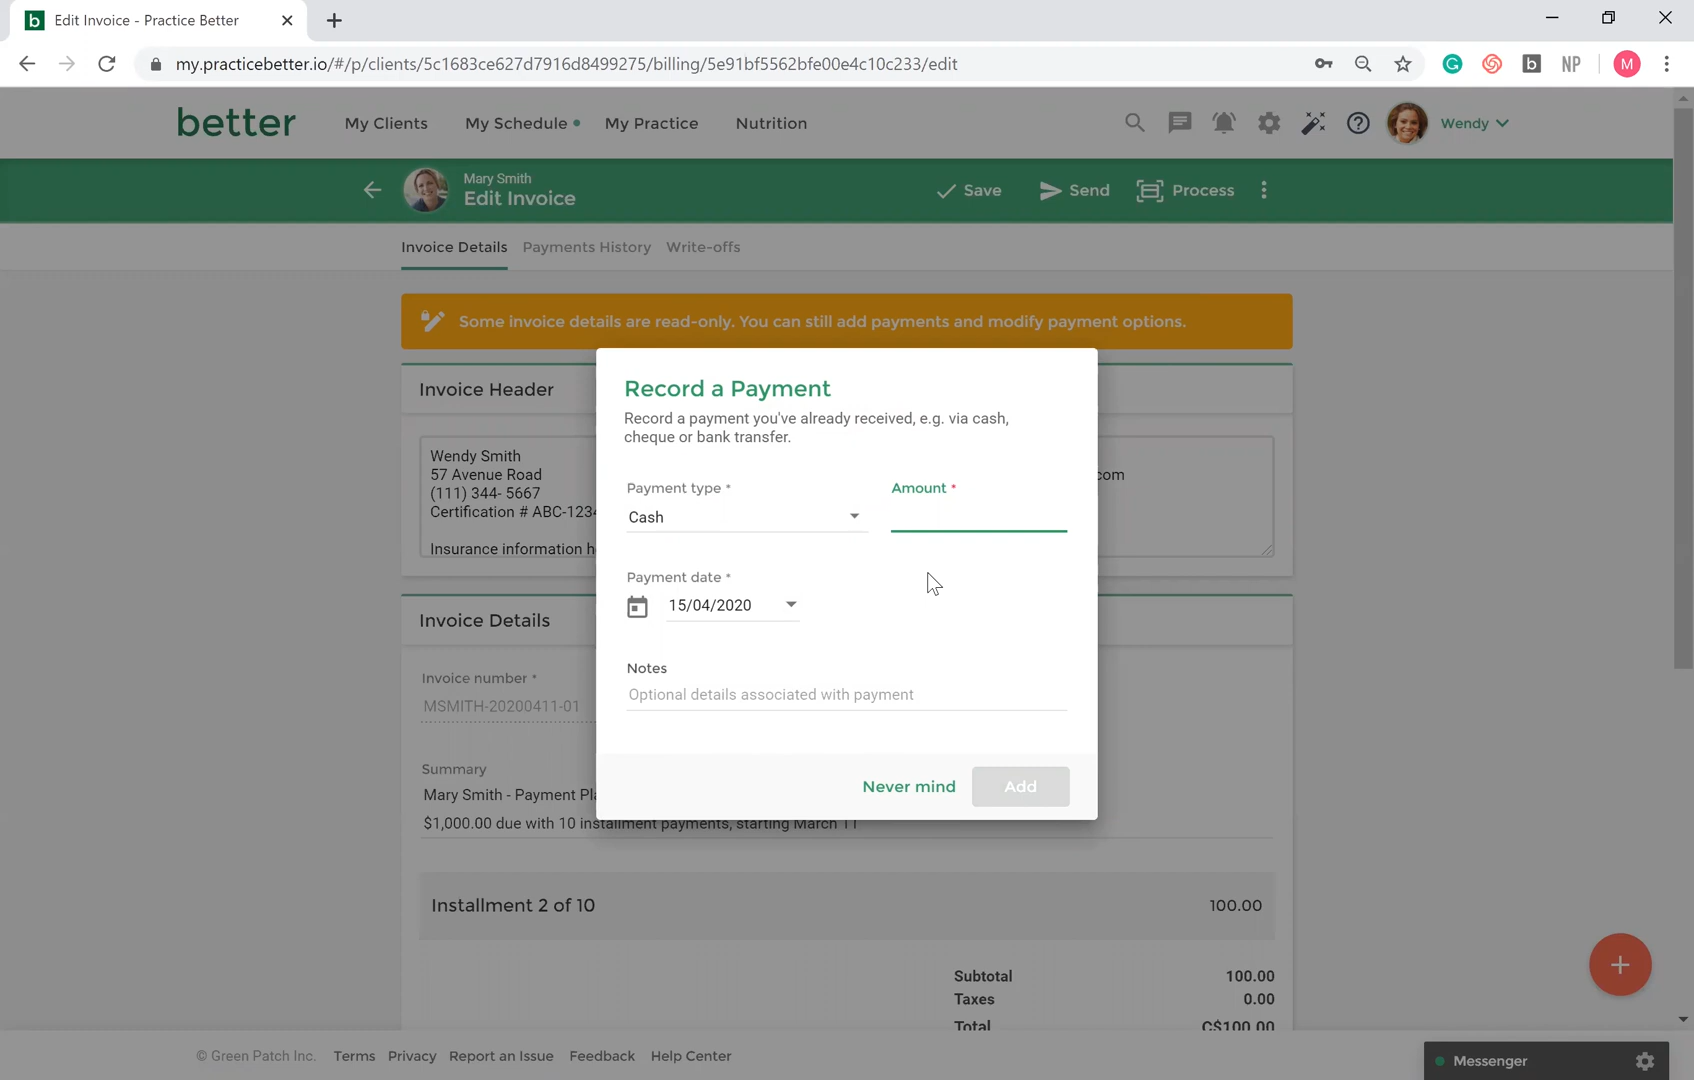 b Edit Invoice - Practice Better
my.practicebetter.io/#/p/clients/5c1683ce627d7916d8499275/billing/5e91bf5562bfe00e4c10c233/edit
b NP M
better My Clients My Schedule My Practice Nutrition Wendy
Mary Smith
Edit Invoice
Save Send Process
Invoice Details Payments History Write-offs
Some invoice details are read-only. You can still add payments and modify payment options.
Invoice Header
Wendy Smith
57 Avenue Road
(111) 344- 5667
Certification # ABC-1234
Insurance information h
com
Record a Payment
Record a payment you've already received, e.g. via cash,
cheque or bank transfer.
Payment type * Amount *
Cash
Payment date *
15/04/2020
Notes
Optional details associated with payment
Never mind Add
Invoice Details
Invoice number *
MSMITH-20200411-01
Summary
Mary Smith - Payment Pla
$1,000.00 due with 10 installment payments, starting March 11
Installment 2 of 10 100.00
Subtotal 100.00
Taxes 0.00
Total C$100.00
© Green Patch Inc. Terms Privacy Report an Issue Feedback Help Center
Messenger